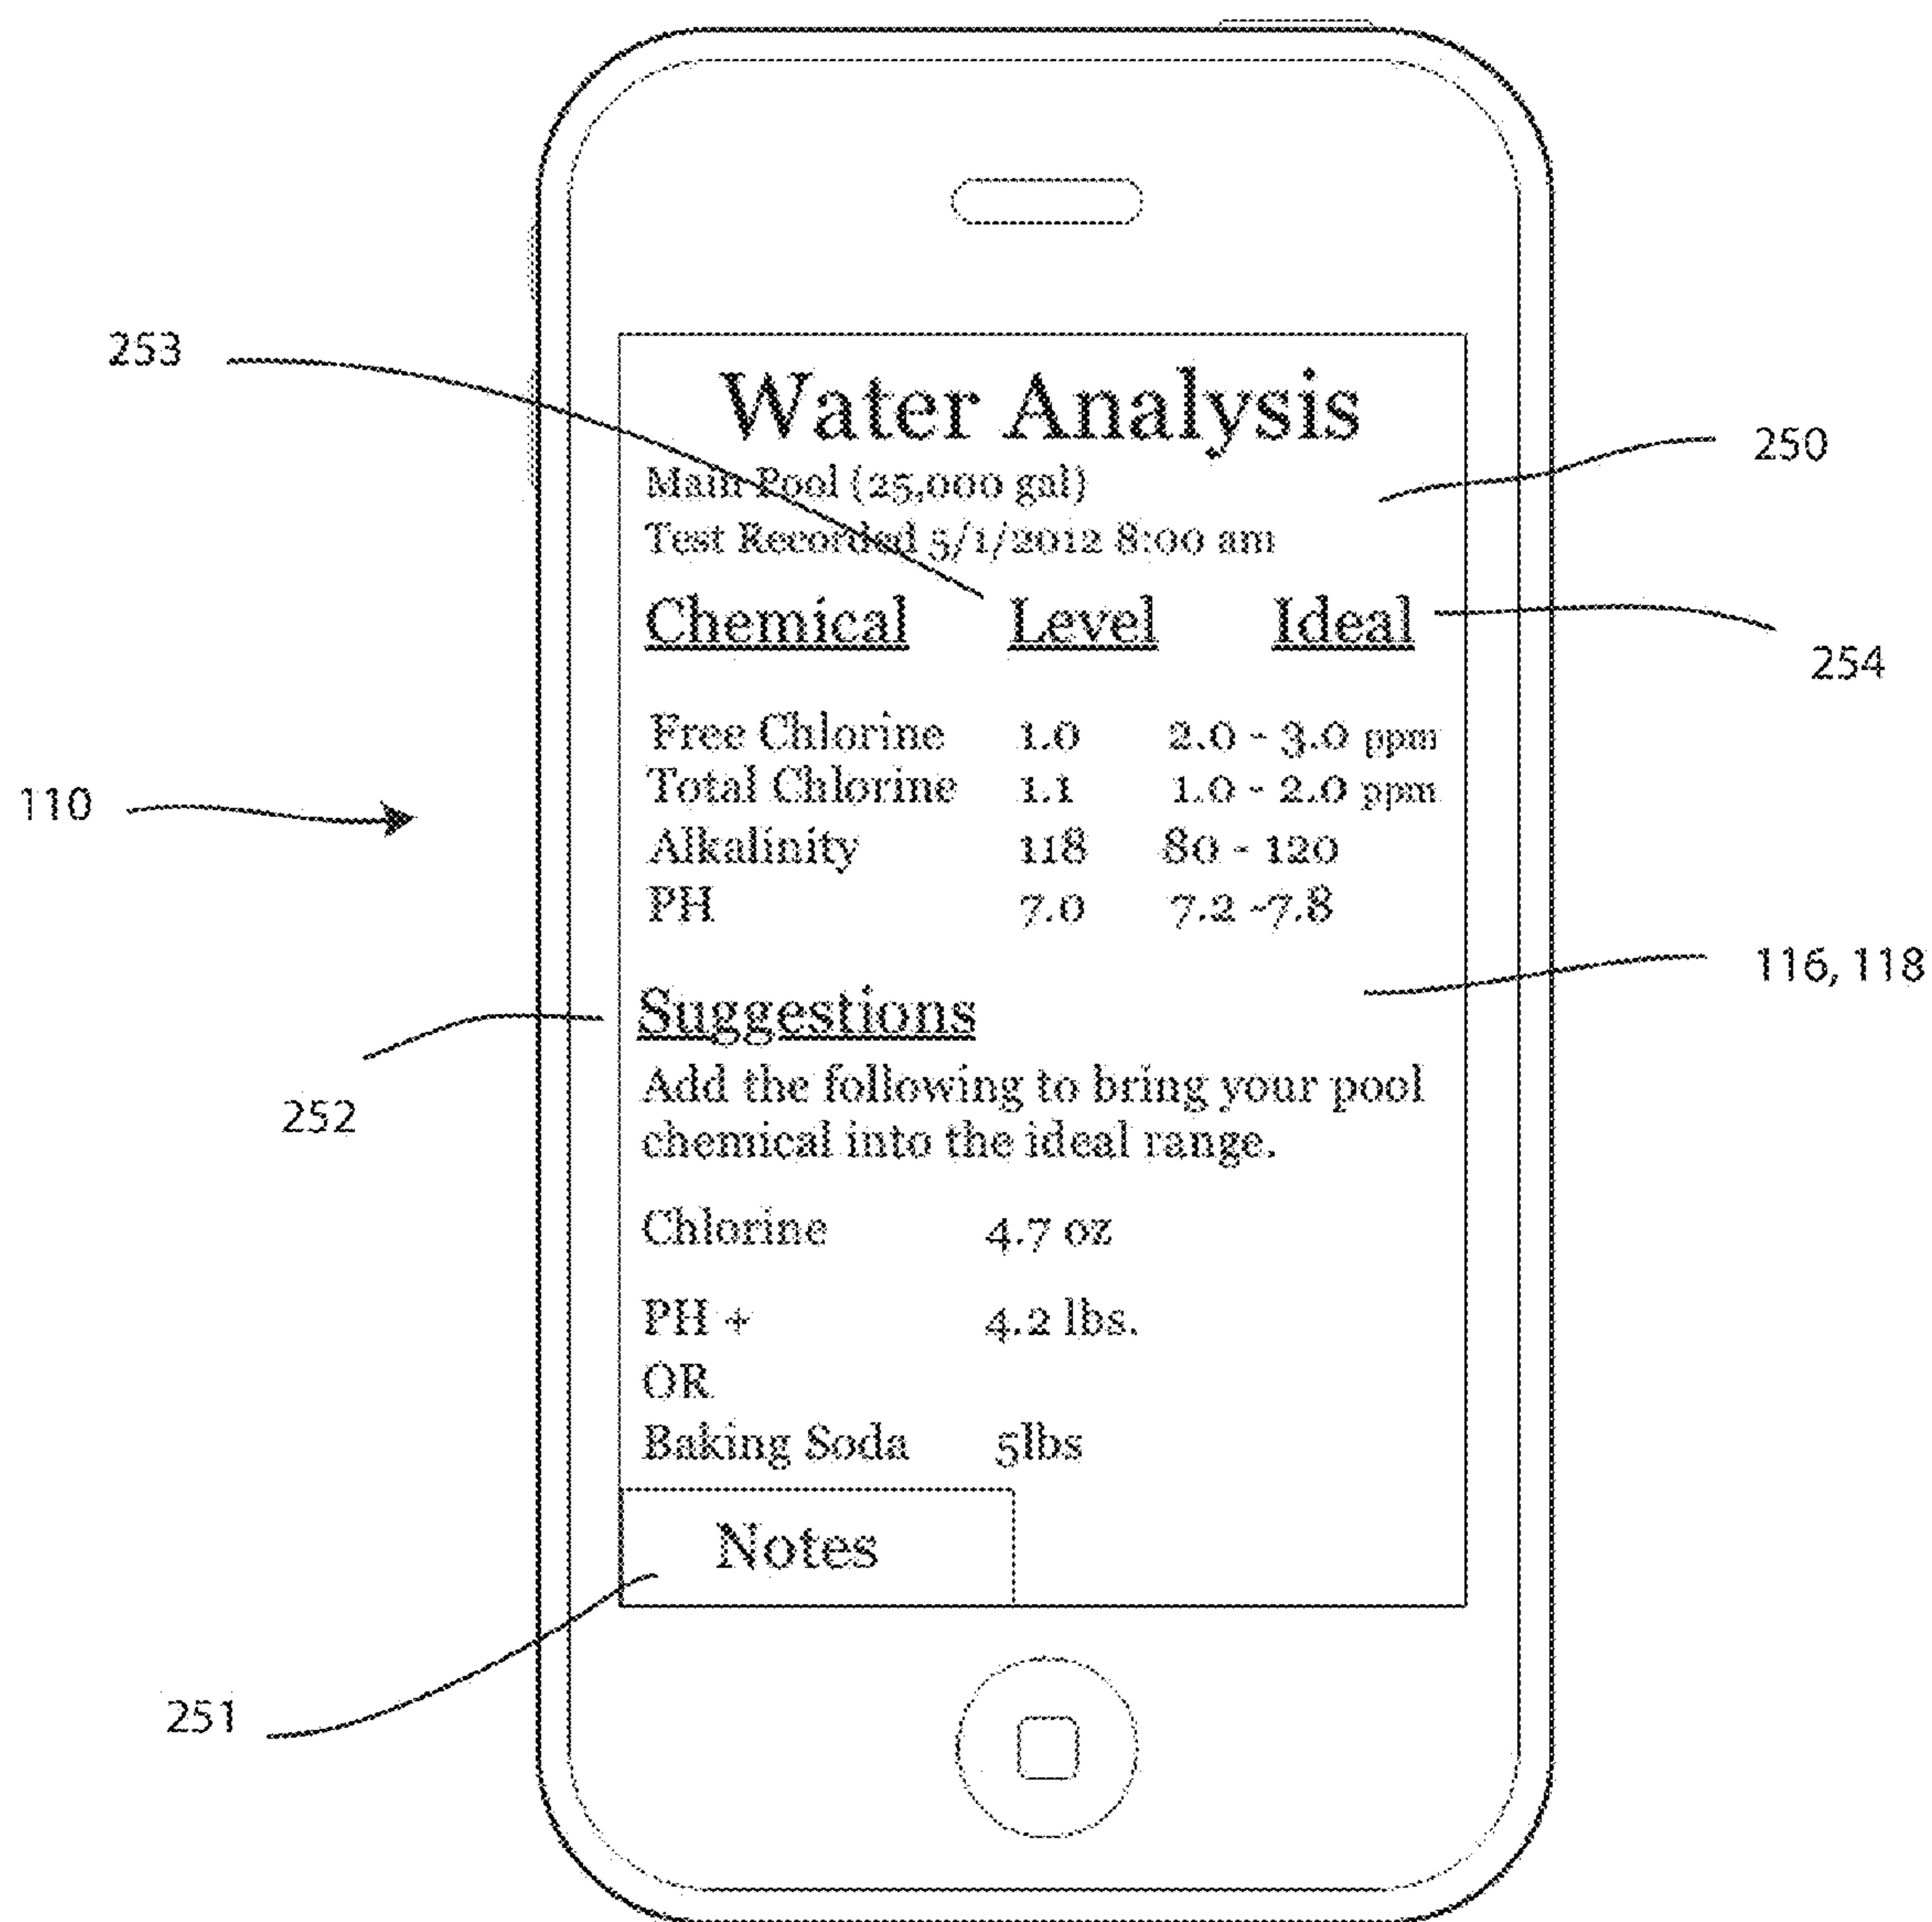 253
Water Analysis
250
Main Pool (25,000 gal)
Test Recorded 5/1/2012 8:00 am
Chemical Level Ideal
254
Free Chlorine 1.0 2.0 - 3.0 ppm
Total Chlorine 1.1 1.0 - 2.0 ppm
110
Alkalinity 118 80 - 120
PH 7.0 7.2 -7.8
116, 118
Suggestions
252
Add the following to bring your pool
chemical into the ideal range.
Chlorine 4.7 oz
PH + 4.2 lbs.
OR
Baking Soda 5lbs
Notes
251